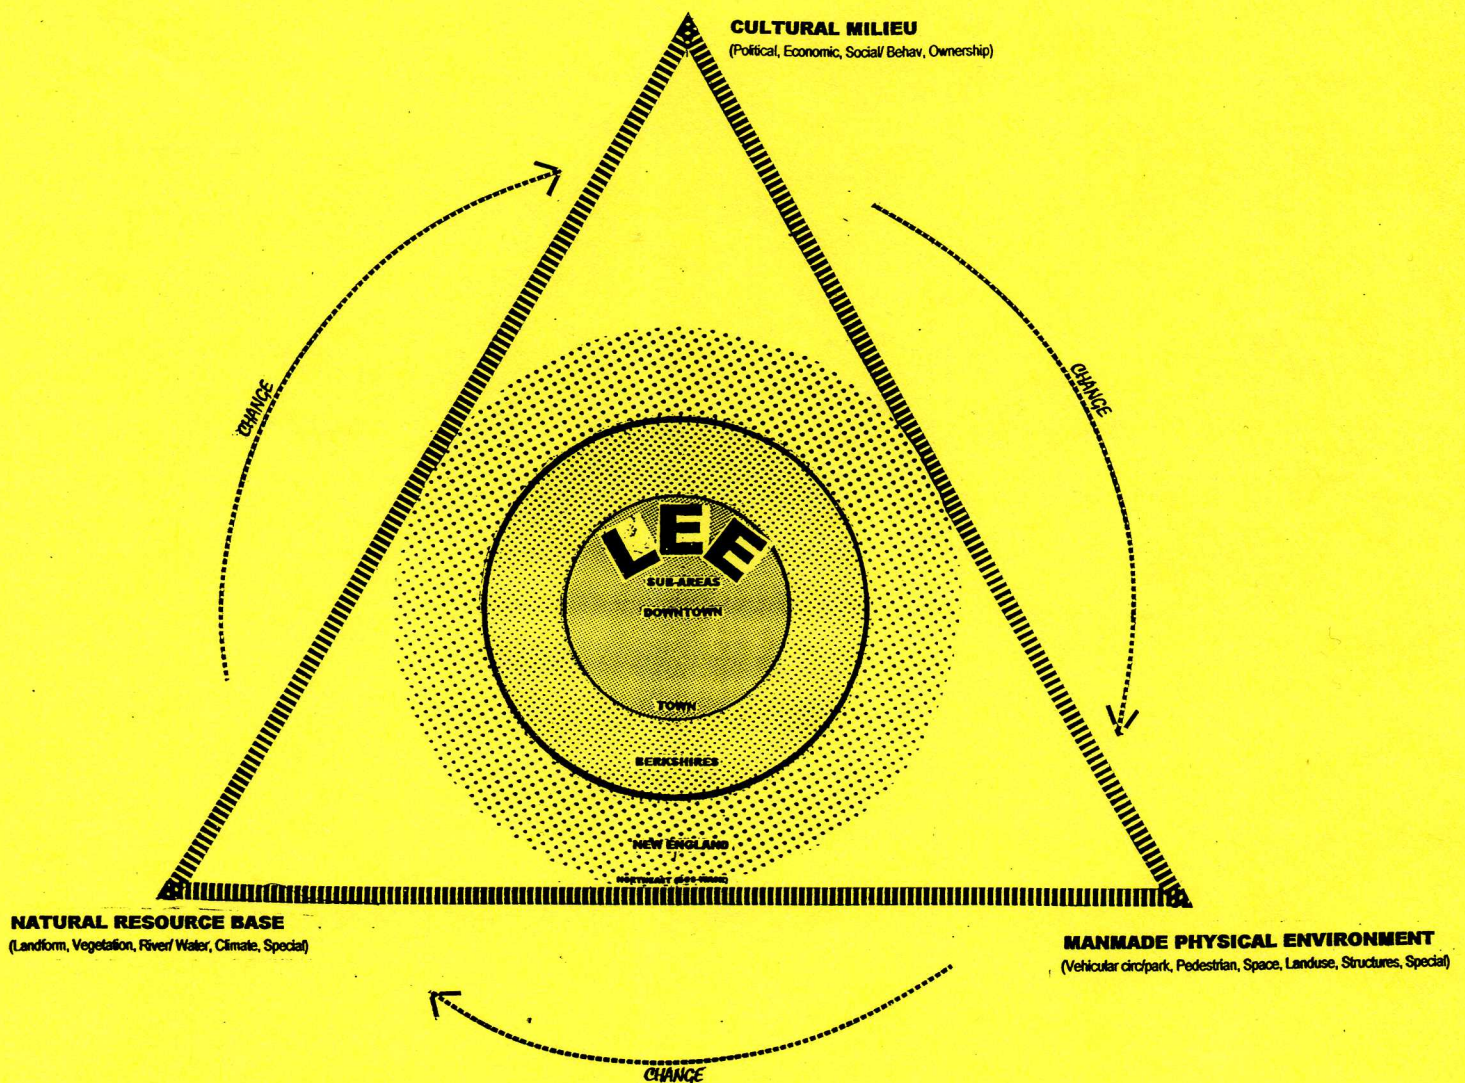 CULTURAL MILIEU
(Political, Economic, Social/ Behav, Ownership)
CHANGE
CHANGE
LEE
SUB-AREAS
DOWNTOWN
TOWN
BERKSHIRES
NEW ENGLAND
NORTHEAST
NATURAL RESOURCE BASE
(Landform, Vegetation, River/ Water, Climate, Special)
MANMADE PHYSICAL ENVIRONMENT
(Vehicular circ/park, Pedestrian, Space, Landuse, Structures, Special)
CHANGE